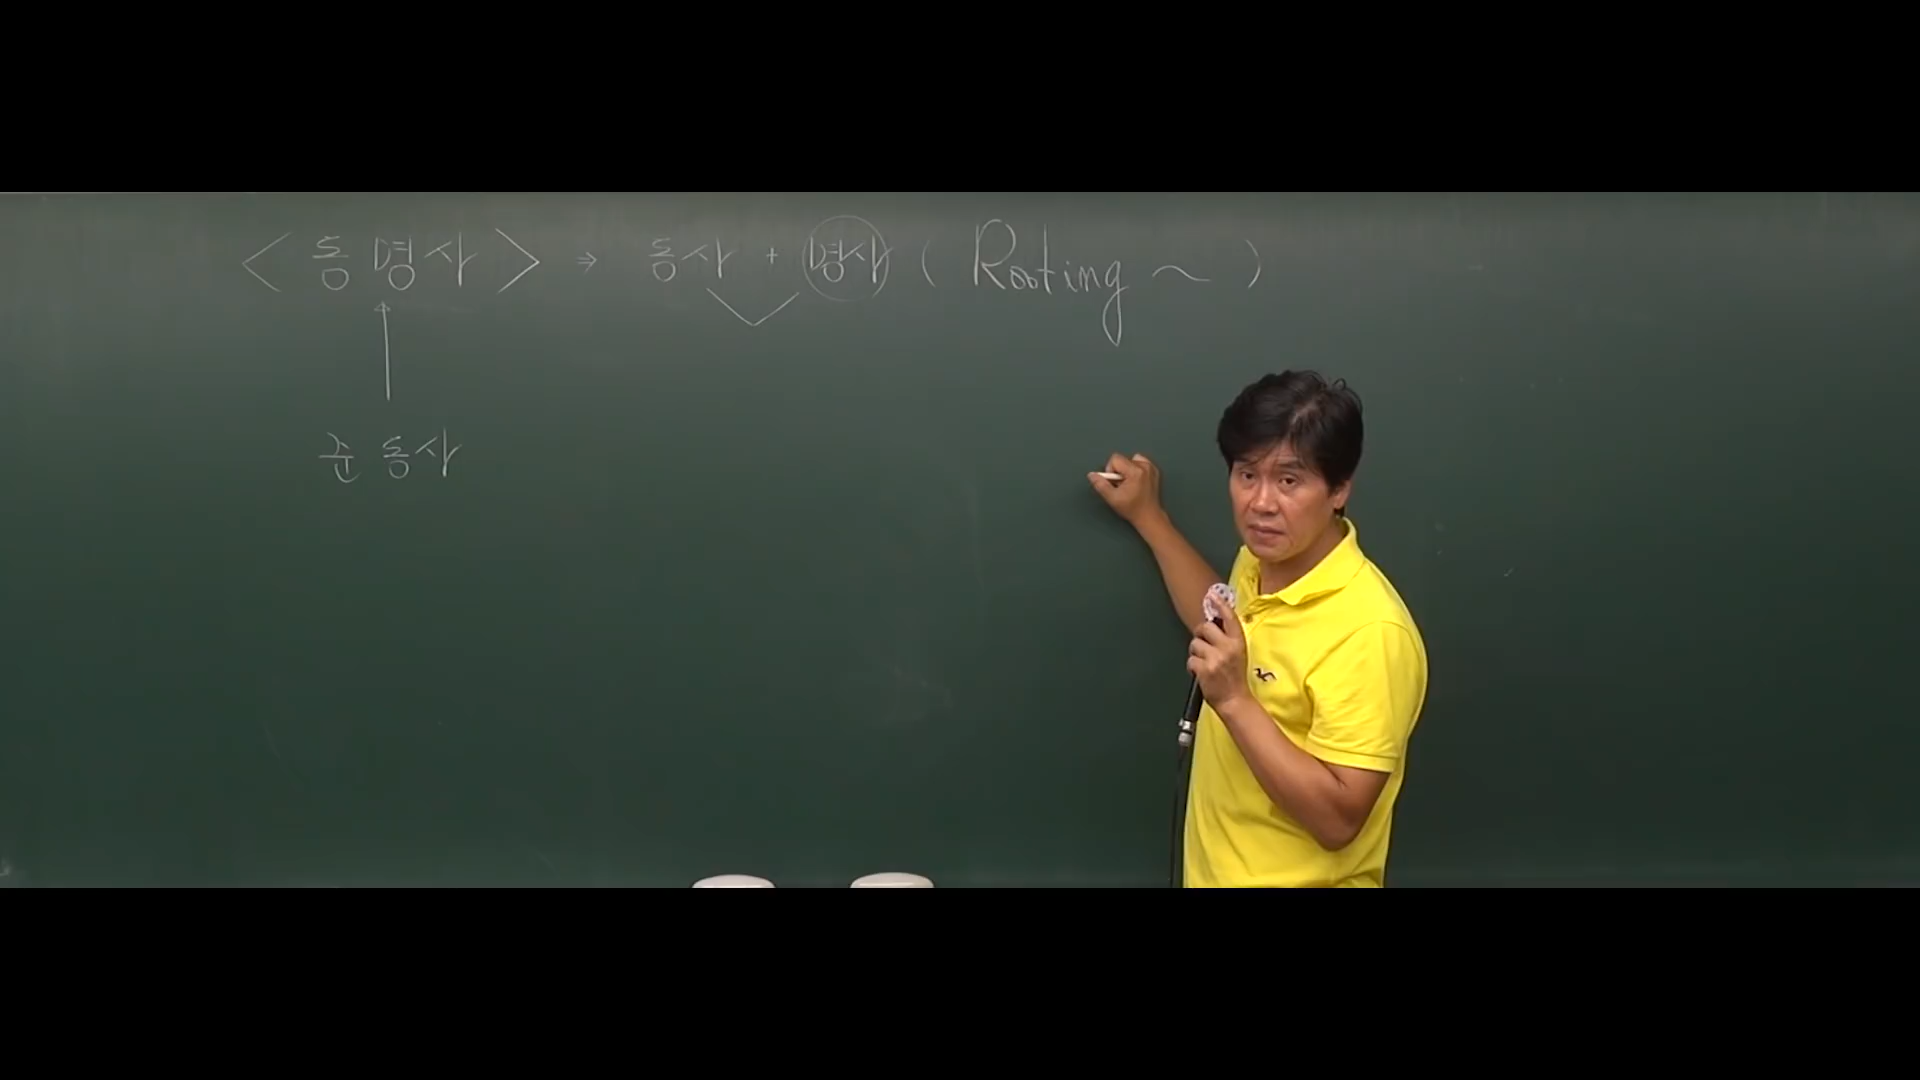 < 동명사 > → 동사 + 명사 ( Rooting ~ )
준동사